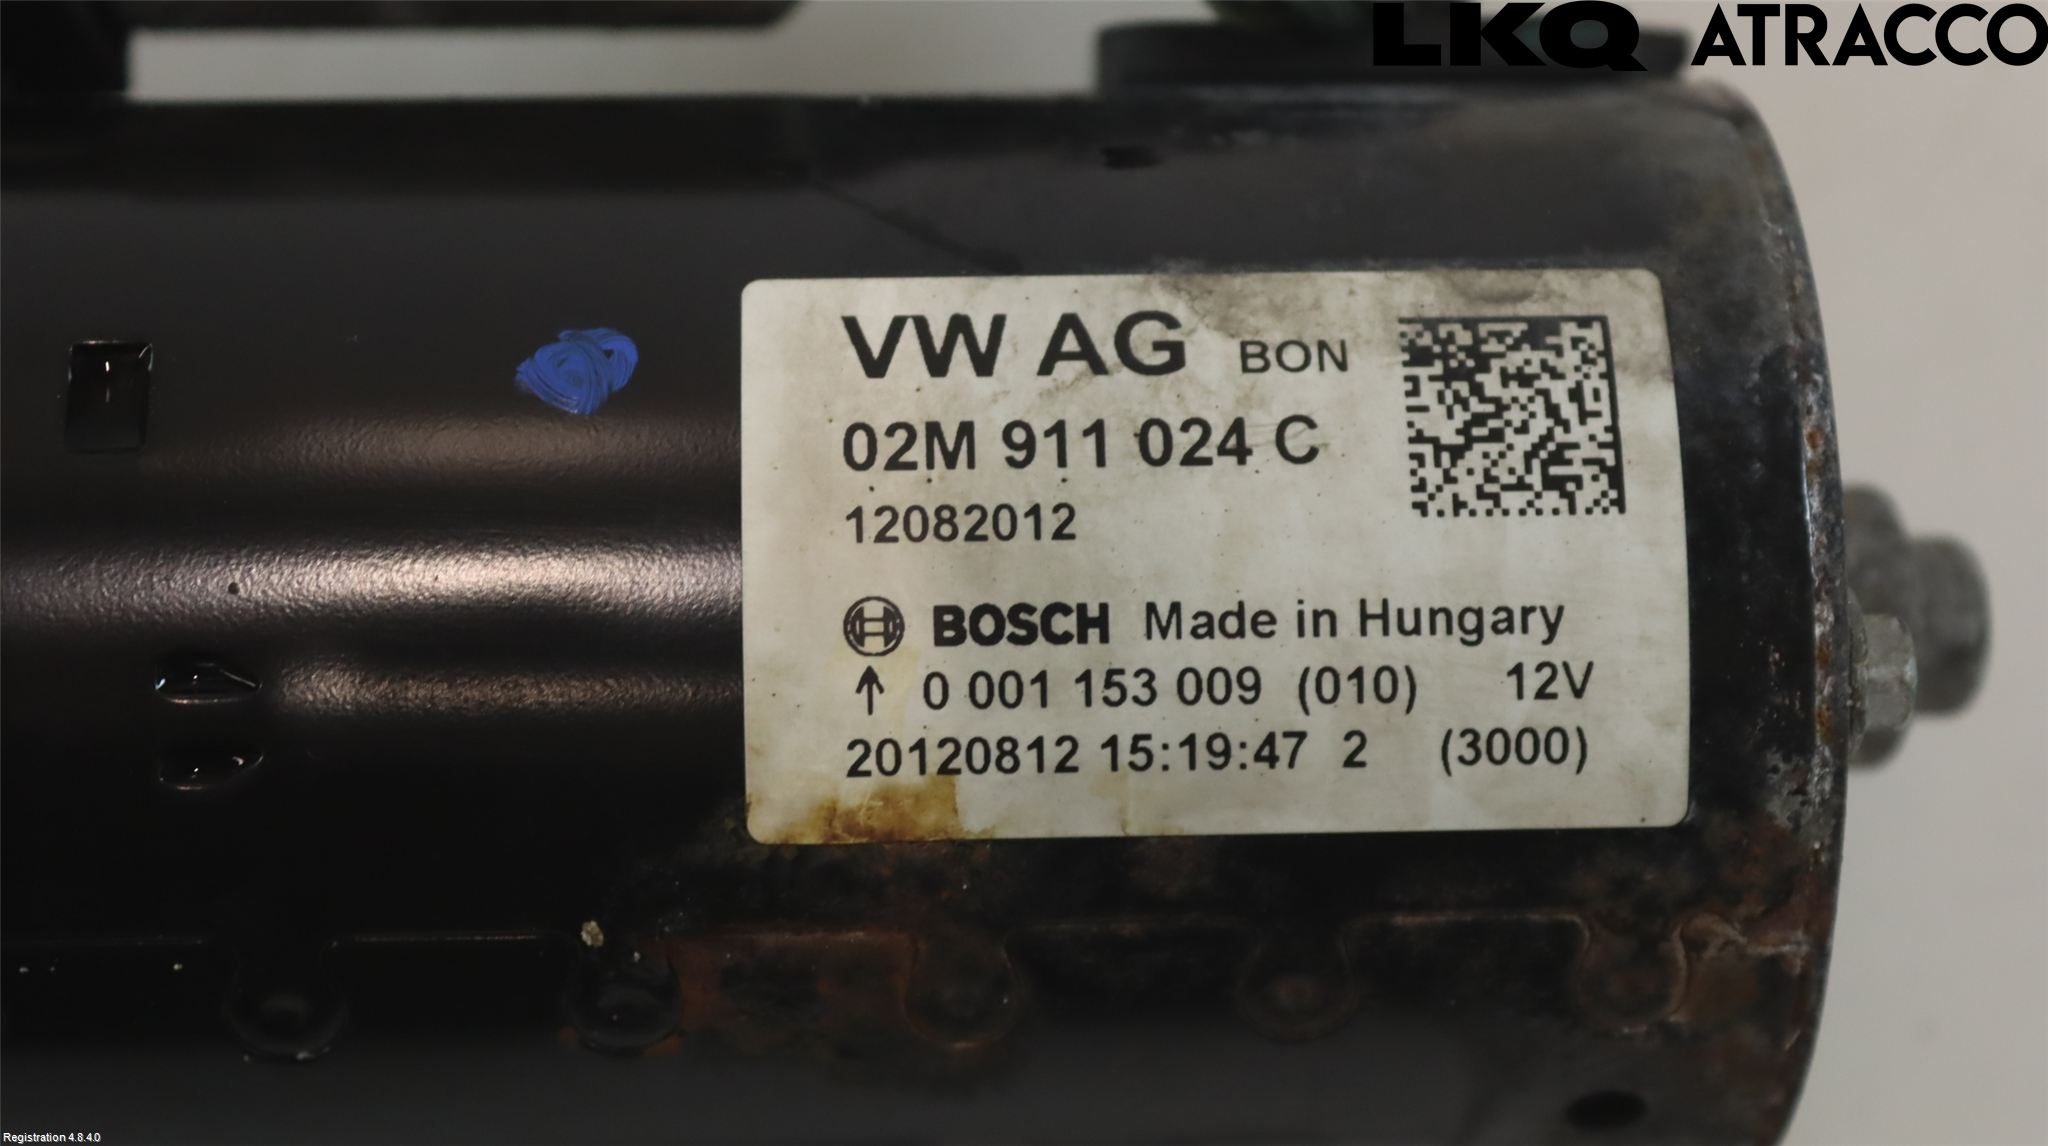 LKQ ATRACCO
VW AG BON
02M 911 024 C
12082012
BOSCH Made in Hungary
↑ 0 001 153 009 (010) 12V
20120812 15:19:47 2 (3000)
Registration 4.8.4.0